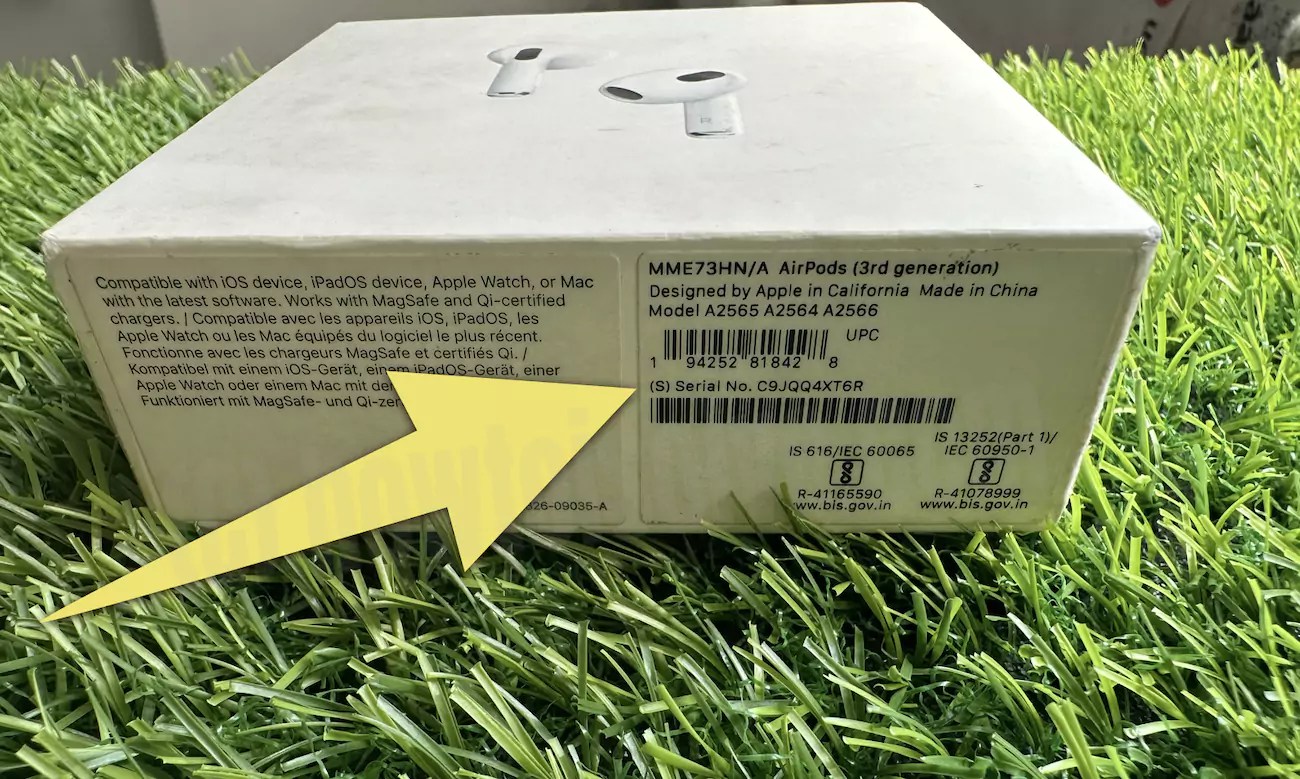 Compatible with iOS device, iPadOS device, Apple Watch, or Mac
with the latest software. Works with MagSafe and Qi-certified
chargers. / Compatible avec les appareils iOS, iPadOS, les
Apple Watch ou les Mac équipés du logiciel le plus récent.
Fonctionne avec les chargeurs MagSafe et certifiés Qi. /
Kompatibel mit einem iOS-Gerät, einem iPadOS-Gerät, einer
Apple Watch oder einem Mac mit
Funktioniert mit MagSafe- und
26-09035-A
MME73HN/A AirPods (3rd generation)
Designed by Apple in California Made in China
Model A2565 A2564 A2566
UPC
1 94252 81842 8
(S) Serial No. C9JQQ4XT6R
IS 616/IEC 60065
R-41165590
www.bis.gov.in
IS 13252(Part 1)/
IEC 60950-1
R-41078999
www.bis.gov.in